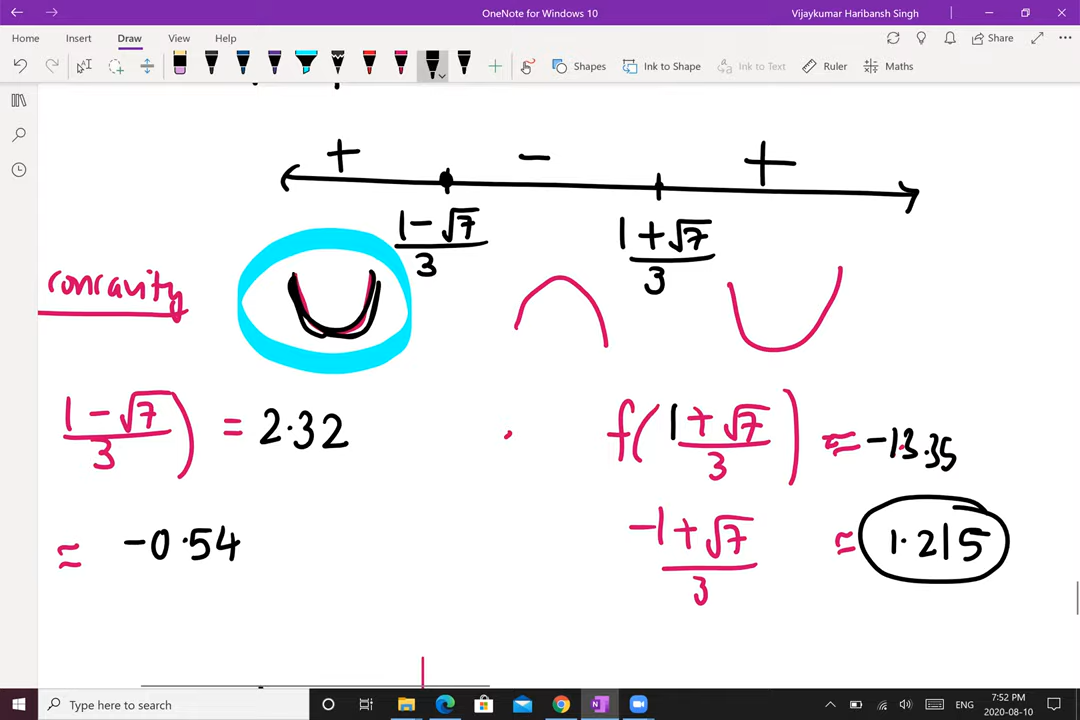 OneNote for Windows 10
Vijaykumar Haribansh Singh
Home Insert Draw View Help
Share
Shapes Ink to Shape Ink to Text Ruler Maths
+ − +
1−√7/3 1+√7/3
concavity
1−√7/3) = 2.32 . f(1+√7/3) ≈ -13.35
≈ -0.54 -1+√7/3 ≈ 1.215
Type here to search
ENG
7:52 PM
2020-08-10